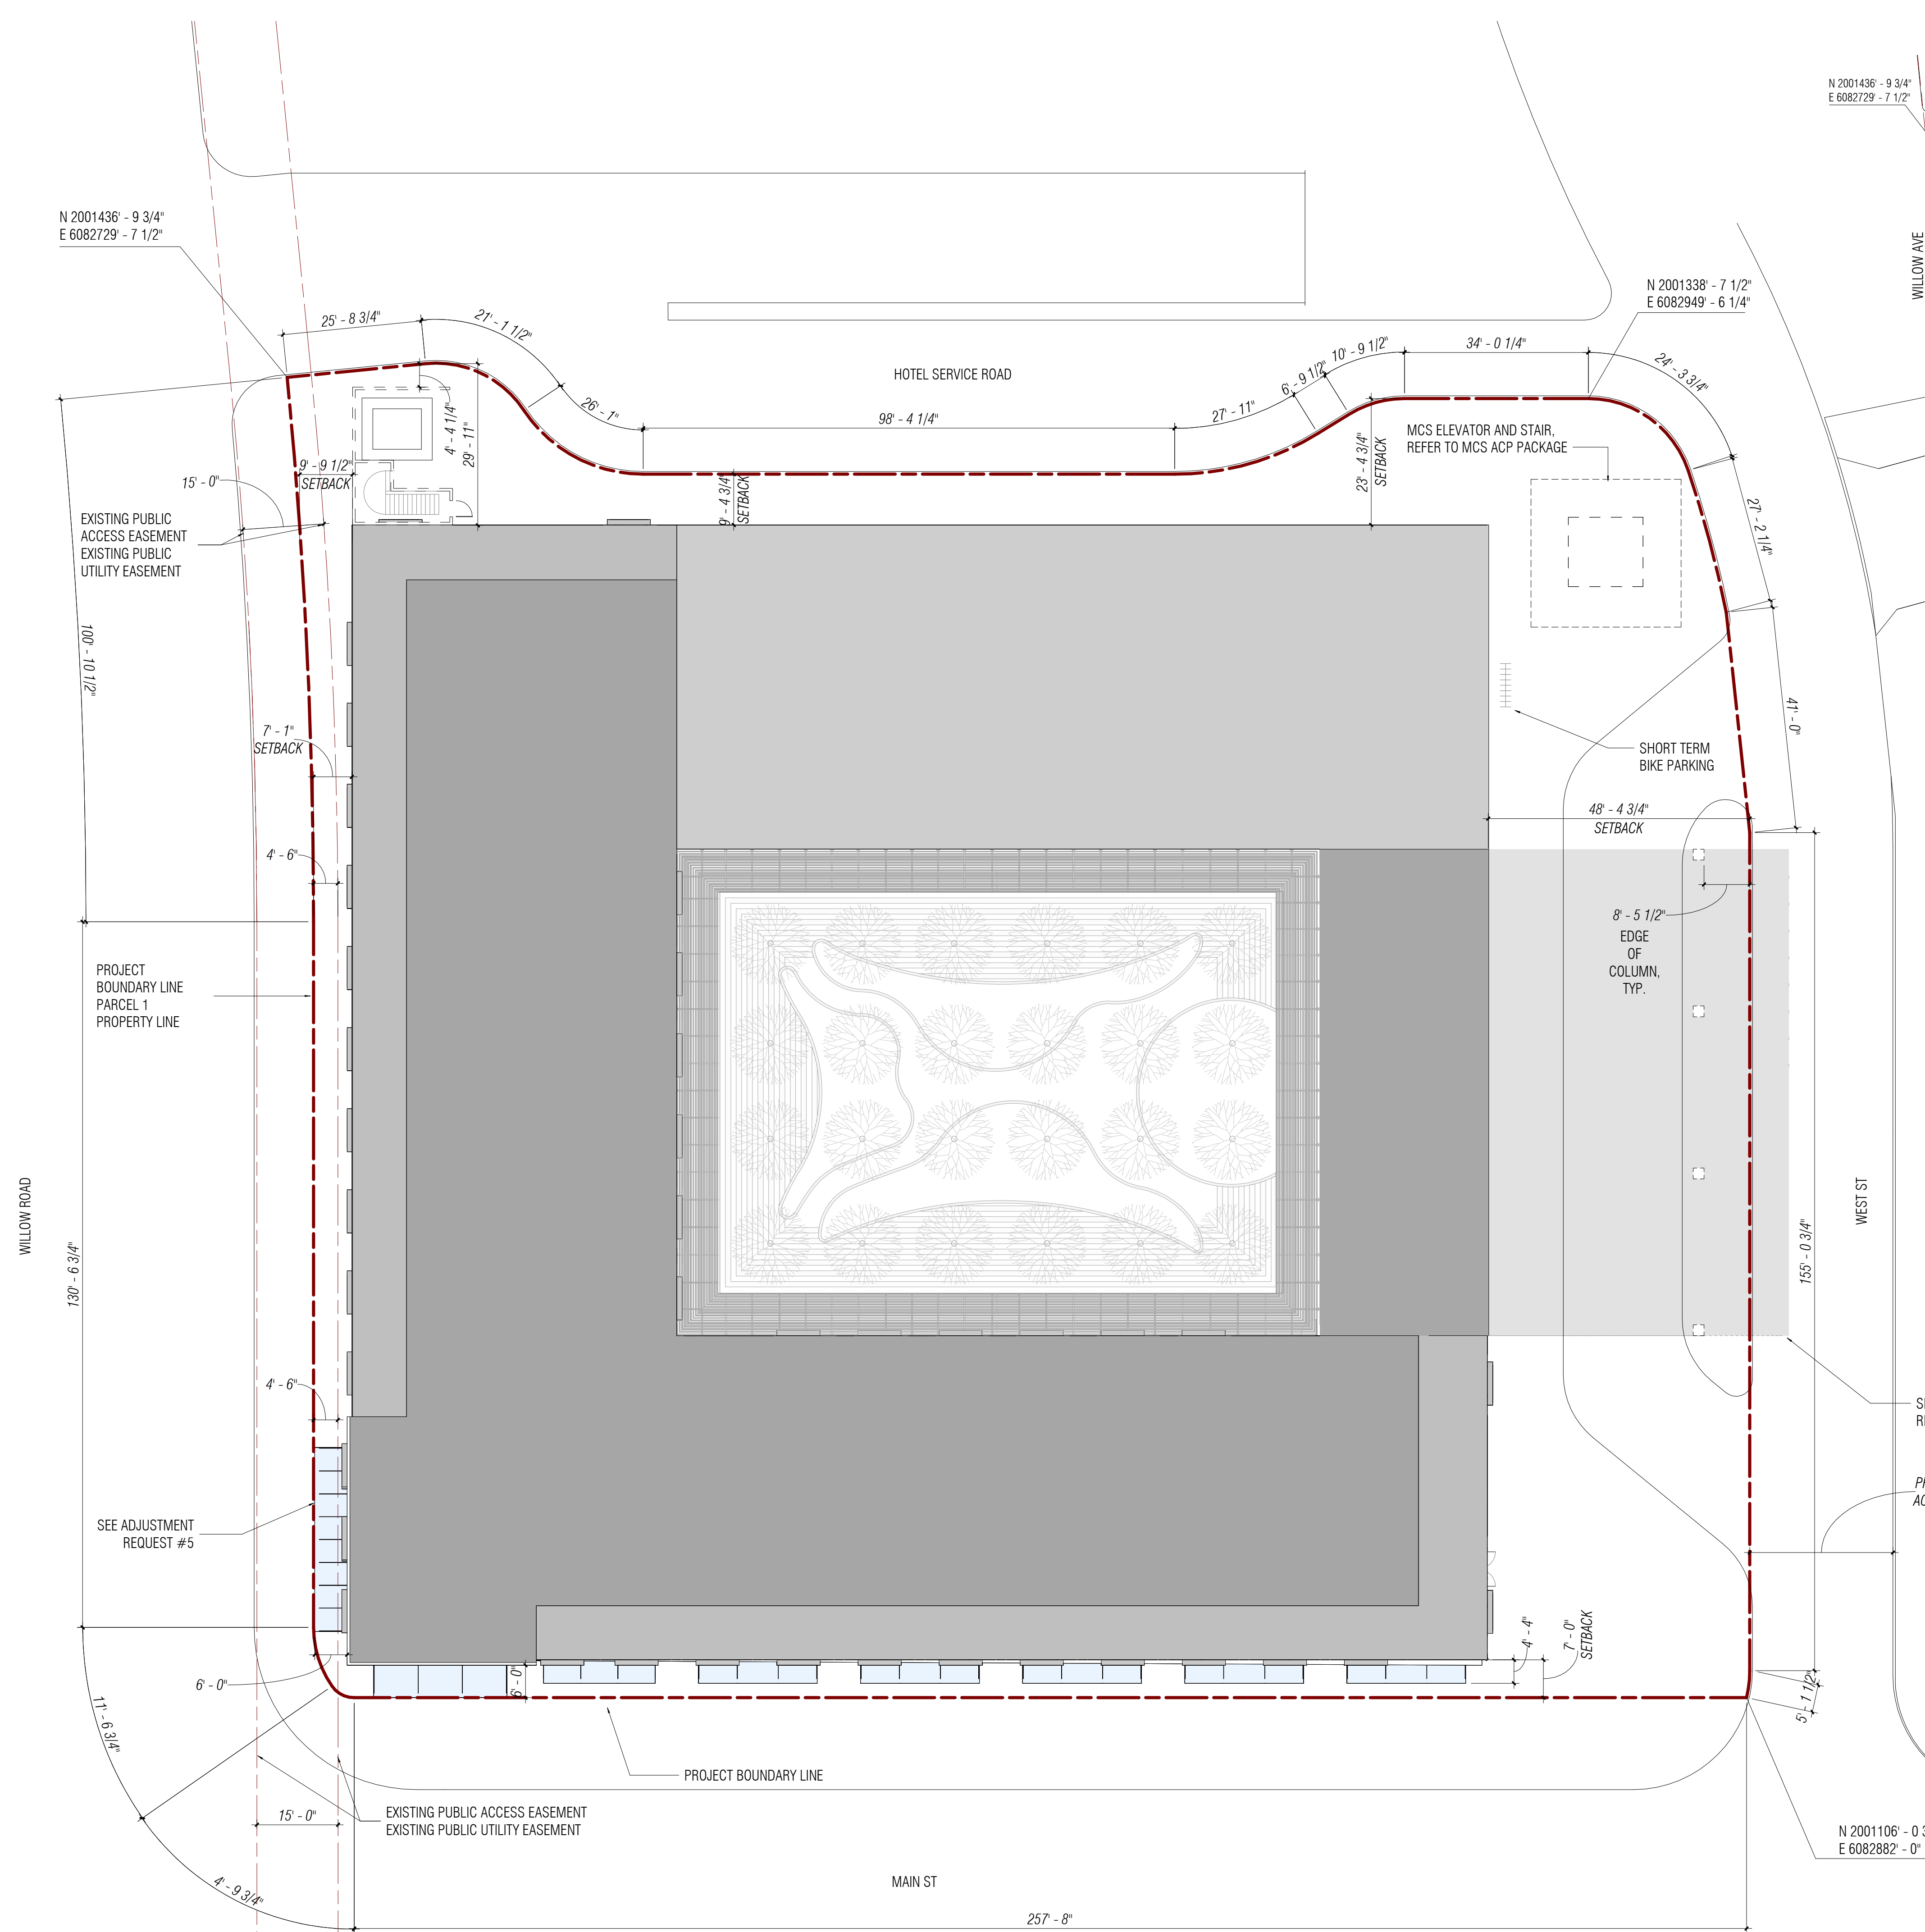 N 2001436' - 9 3/4"
E 6082729' - 7 1/2"
WILLOW AVE
N 2001436' - 9 3/4"
E 6082729' - 7 1/2"
N 2001338' - 7 1/2"
E 6082949' - 6 1/4"
25' - 8 3/4"
21' - 1 1/2"
26' - 1"
HOTEL SERVICE ROAD
98' - 4 1/4"
27' - 11"
6' - 9 1/2"
10' - 9 1/2"
34' - 0 1/4"
24' - 3 3/4"
4' - 4 1/4"
29' - 11"
MCS ELEVATOR AND STAIR,
REFER TO MCS ACP PACKAGE
9' - 9 1/2"
SETBACK
9' - 4 3/4"
SETBACK
23' - 4 3/4"
SETBACK
15' - 0"
27' - 2 1/4"
EXISTING PUBLIC
ACCESS EASEMENT
EXISTING PUBLIC
UTILITY EASEMENT
100' - 10 1/2"
7' - 1"
SETBACK
41' - 0"
SHORT TERM
BIKE PARKING
48' - 4 3/4"
SETBACK
4' - 6"
8' - 5 1/2"
EDGE
OF
COLUMN,
TYP.
PROJECT
BOUNDARY LINE
PARCEL 1
PROPERTY LINE
WILLOW ROAD
130' - 6 3/4"
WEST ST
155' - 0 3/4"
4' - 6"
SEE ADJUSTMENT
REQUEST #5
6' - 0"
6' - 0"
4' - 4"
7' - 0"
SETBACK
5' - 1 1/2"
11' - 6 3/4"
PROJECT BOUNDARY LINE
15' - 0"
EXISTING PUBLIC ACCESS EASEMENT
EXISTING PUBLIC UTILITY EASEMENT
N 2001106' - 0
E 6082882' - 0"
4' - 9 3/4"
MAIN ST
257' - 8"